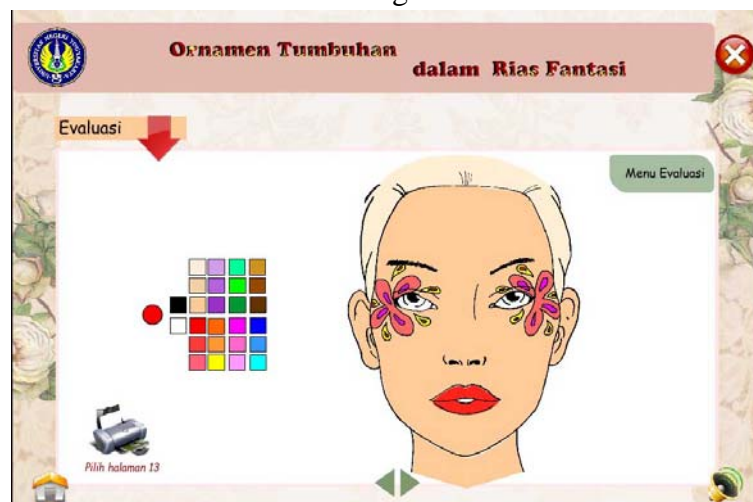 Ornamen Tumbuhan
dalam Rias Fantasi
Evaluasi
Menu Evaluasi
Pilih halaman 13